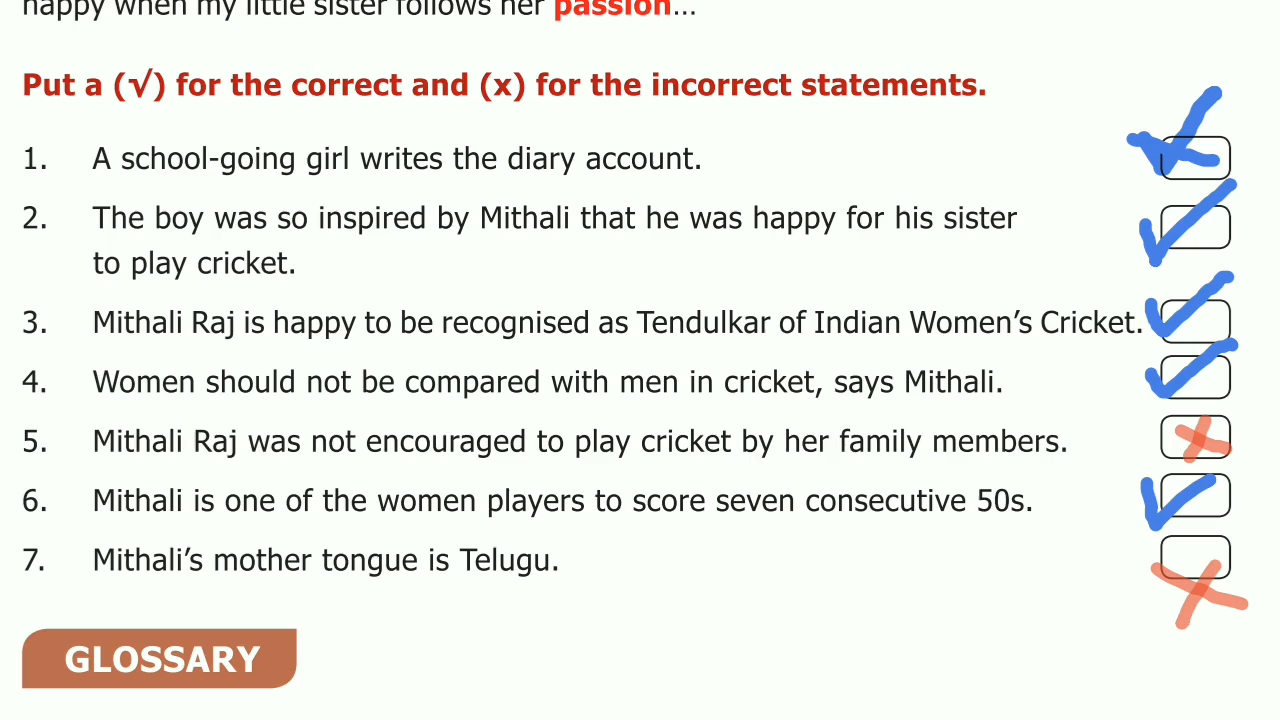 happy when my little sister follows her passion...
Put a (√) for the correct and (x) for the incorrect statements.
1. A school-going girl writes the diary account.
2. The boy was so inspired by Mithali that he was happy for his sister
to play cricket.
3. Mithali Raj is happy to be recognised as Tendulkar of Indian Women’s Cricket.
4. Women should not be compared with men in cricket, says Mithali.
5. Mithali Raj was not encouraged to play cricket by her family members.
6. Mithali is one of the women players to score seven consecutive 50s.
7. Mithali’s mother tongue is Telugu.
GLOSSARY